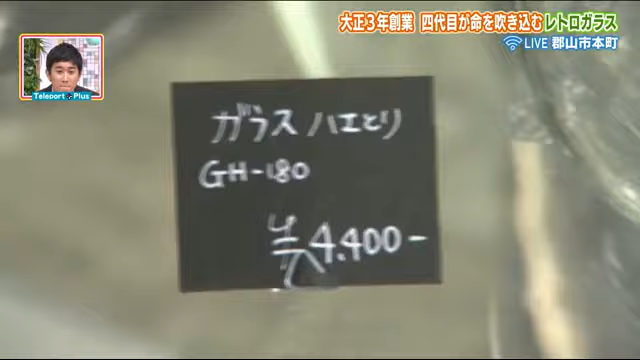 大正3年創業 四代目が命を吹き込むレトロガラス
LIVE 郡山市本町
Teleport Plus
ガラス ハエとり
GH-180
4.400-